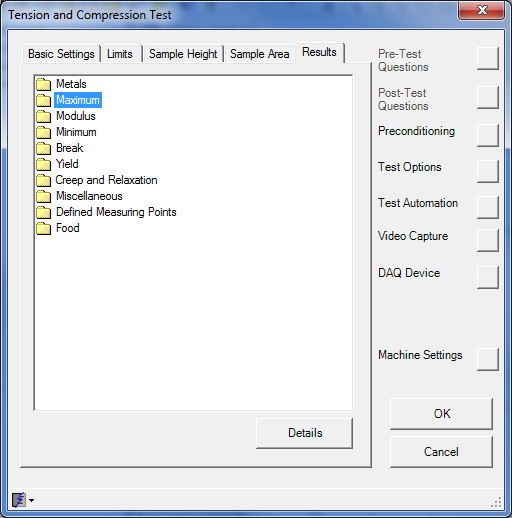 Tension and Compression Test
Basic Settings
Limits
Sample Height
Sample Area
Results
Metals
Maximum
Modulus
Minimum
Break
Yield
Creep and Relaxation
Miscellaneous
Defined Measuring Points
Food
Details
Pre-Test
Questions
Post-Test
Questions
Preconditioning
Test Options
Test Automation
Video Capture
DAQ Device
Machine Settings
OK
Cancel